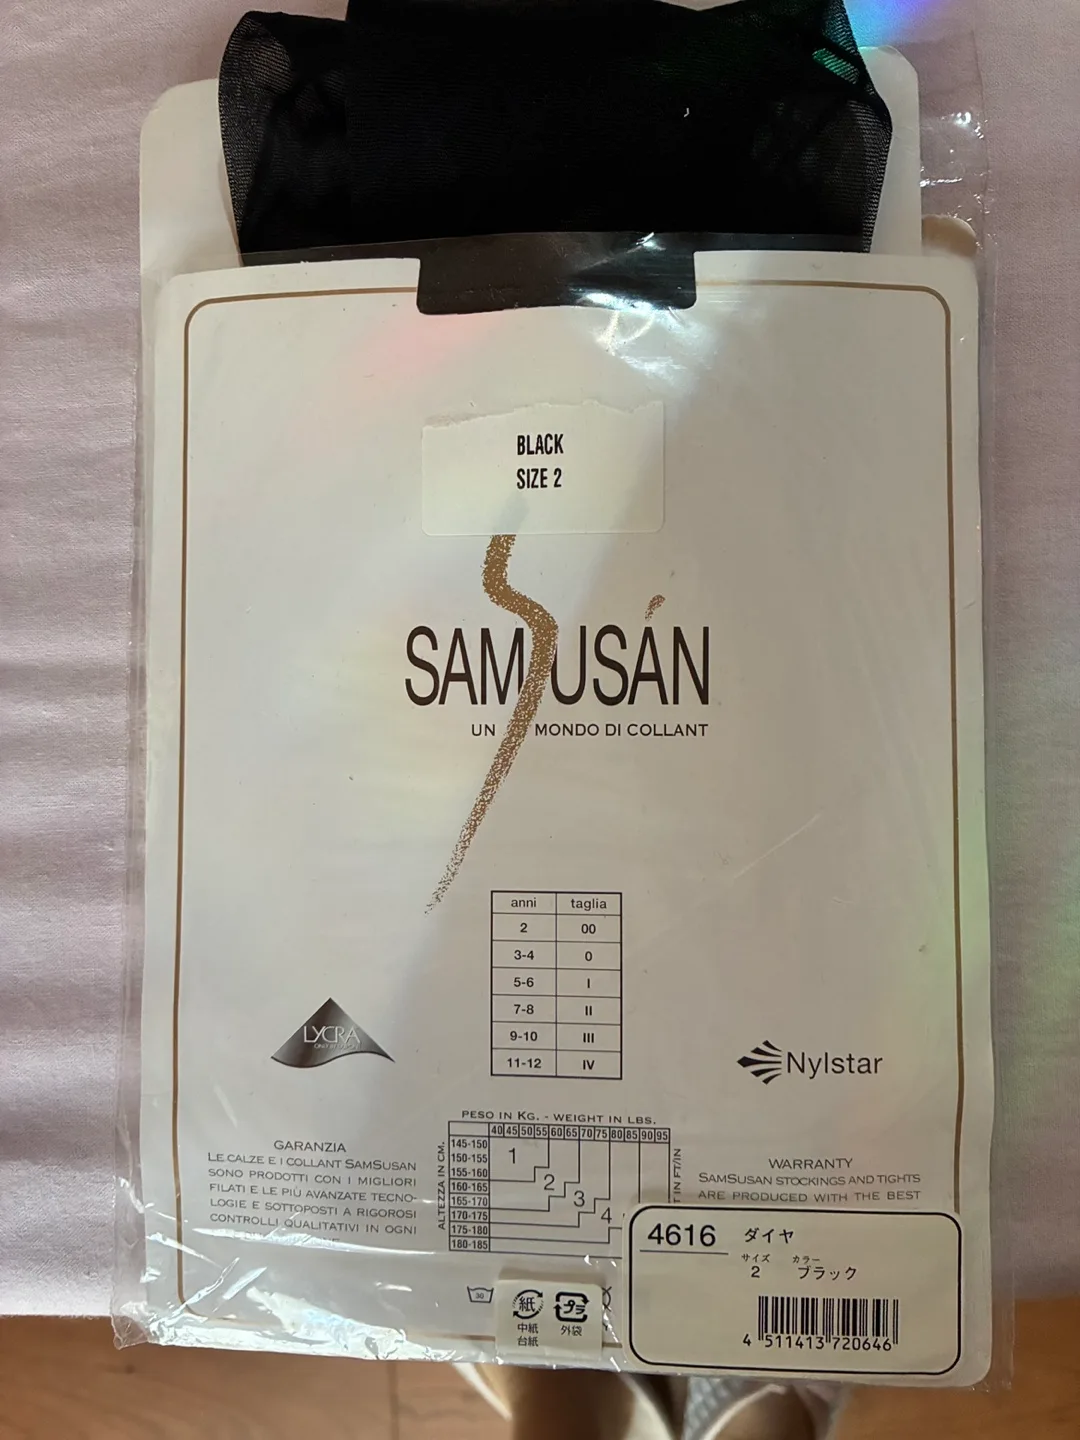 BLACK
SIZE 2
SAMSUSÁN
UN MONDO DI COLLANT
anni taglia
2 00
3-4 0
5-6 I
7-8 II
9-10 III
11-12 IV
LYCRA
Nylstar
PESO IN KG. - WEIGHT IN LBS.
40 45 50 55 60 65 70 75 80 85 90 95
ALTEZZA IN CM.
145-150
150-155
155-160
160-165
165-170
170-175
175-180
180-185
1
2
3
4
T IN FT/IN
GARANZIA
LE CALZE E I COLLANT SAMSUSAN
SONO PRODOTTI CON I MIGLIORI
FILATI E LE PIÙ AVANZATE TECNO-
LOGIE E SOTTOPOSTI A RIGOROSI
CONTROLLI QUALITATIVI IN OGNI
WARRANTY
SAMSUSAN STOCKINGS AND TIGHTS
ARE PRODUCED WITH THE BEST
30
紙
中紙
台紙
プラ
外袋
4616 ダイヤ
サイズ カラー
2 ブラック
4 511413 720646